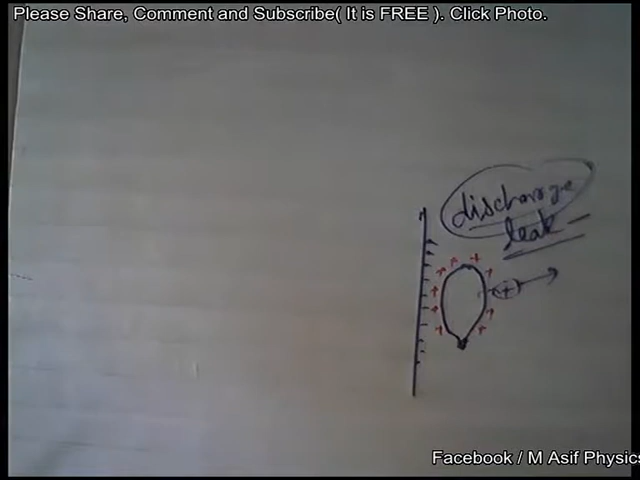 Please Share, Comment and Subscribe( It is FREE ). Click Photo.
discharge
leak
Facebook / M Asif Physics